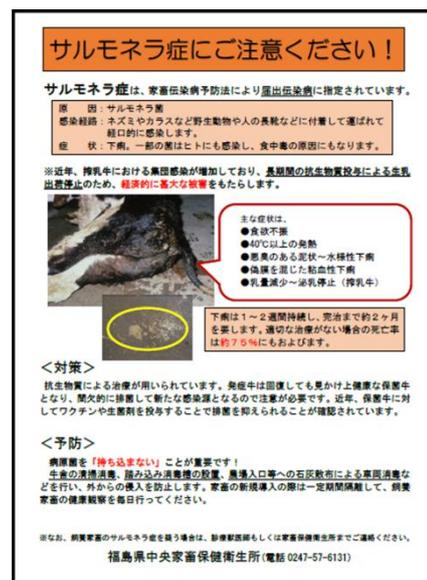 サルモネラ症にご注意ください！
サルモネラ症は、家畜伝染病予防法により届出伝染病に指定されています。
原　　因：サルモネラ菌
感染経路：ネズミやカラスなど野生動物や人の長靴などに付着して運ばれて
経口的に感染します。
症　　状：下痢。一部の菌はヒトにも感染し、食中毒の原因にもなります。
※近年、搾乳牛における集団感染が増加しており、長期間の抗生物質投与による生乳
出荷停止のため、経済的に甚大な被害をもたらします。
主な症状は、
●食欲不振
●40℃以上の発熱
●悪臭のある泥状～水様性下痢
●偽膜を混じた粘血性下痢
●乳量減少～泌乳停止（搾乳牛）
下痢は１～２週間持続し、完治まで約２ヶ月
を要します。適切な治療がない場合の死亡率
は約７５％にもおよびます。
＜対策＞
抗生物質による治療が用いられています。発症牛は回復しても見かけ上健康な保菌牛
となり、間欠的に排菌して新たな感染源となるので注意が必要です。近年、保菌牛に対
してワクチンや生菌剤を投与することで排菌を抑えられることが確認されています。
＜予防＞
病原菌を「持ち込まない」ことが重要です！
牛舎の清掃消毒、踏み込み消毒槽の設置、農場入口等への石灰散布による車両消毒な
どを行い、外からの侵入を防止します。家畜の新規導入の際は一定期間隔離して、飼養
家畜の健康観察を毎日行ってください。
※なお、飼養家畜のサルモネラ症を疑う場合は、診療獣医師もしくは家畜保健衛生所までご連絡ください。
福島県中央家畜保健衛生所（電話 0247-57-6131）